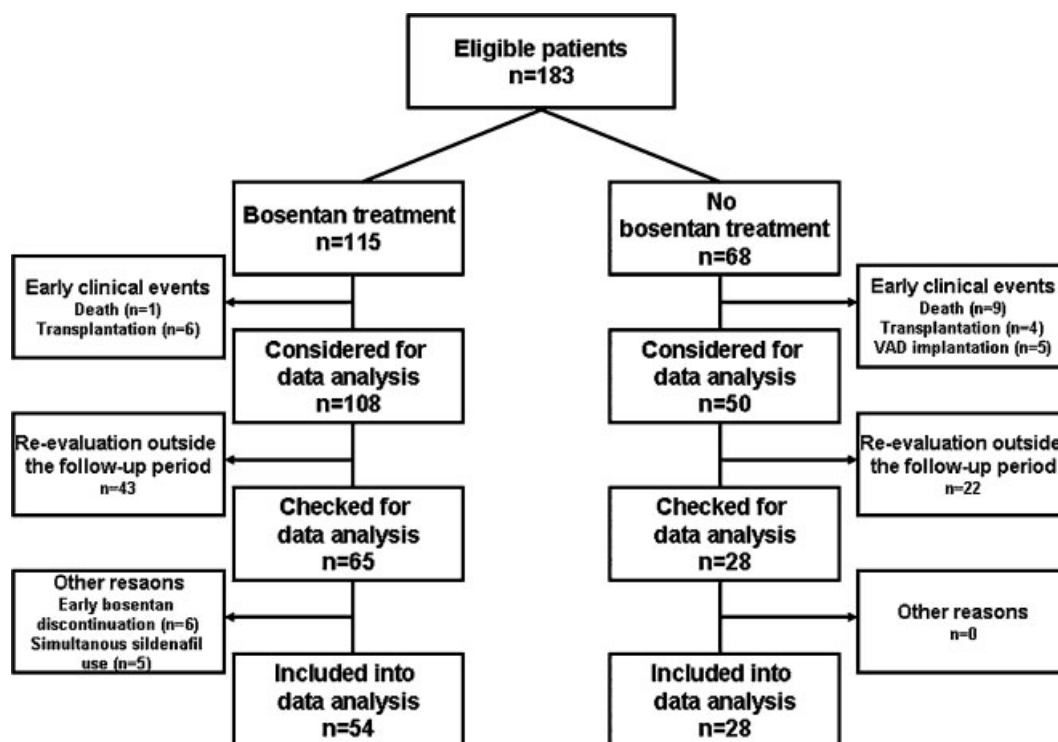 Eligible patients
n=183
Bosentan treatment
n=115
No
bosentan treatment
n=68
Early clinical events
Death (n=1)
Transplantation (n=6)
Early clinical events
Death (n=9)
Transplantation (n=4)
VAD implantation (n=5)
Considered for
data analysis
n=108
Considered for
data analysis
n=50
Re-evaluation outside
the follow-up period
n=43
Re-evaluation outside
the follow-up period
n=22
Checked for
data analysis
n=65
Checked for
data analysis
n=28
Other resaons
Early bosentan
discontinuation (n=6)
Simultanous sildenafil
use (n=5)
Other reasons
n=0
Included into
data analysis
n=54
Included into
data analysis
n=28